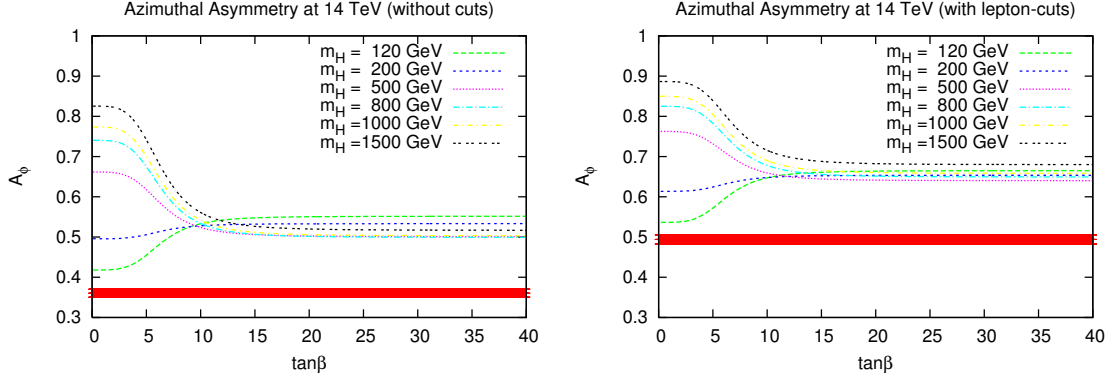 Azimuthal Asymmetry at 14 TeV (without cuts)
1
0.9
0.8
0.7
0.6
0.5
0.4
0.3
A_ϕ
m_H = 120 GeV
m_H = 200 GeV
m_H = 500 GeV
m_H = 800 GeV
m_H =1000 GeV
m_H =1500 GeV
0 5 10 15 20 25 30 35 40
tanβ
Azimuthal Asymmetry at 14 TeV (with lepton-cuts)
1
0.9
0.8
0.7
0.6
0.5
0.4
0.3
A_ϕ
m_H = 120 GeV
m_H = 200 GeV
m_H = 500 GeV
m_H = 800 GeV
m_H =1000 GeV
m_H =1500 GeV
0 5 10 15 20 25 30 35 40
tanβ